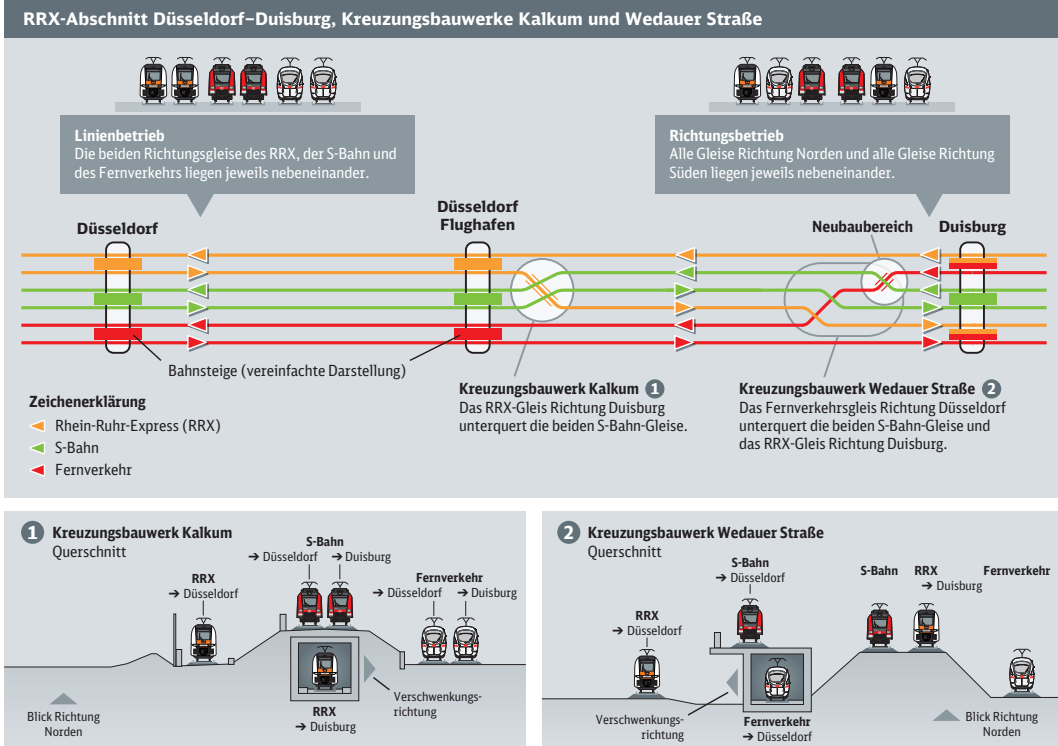 RRX-Abschnitt Düsseldorf–Duisburg, Kreuzungsbauwerke Kalkum und Wedauer Straße
Linienbetrieb
Die beiden Richtungsgleise des RRX, der S-Bahn und
des Fernverkehrs liegen jeweils nebeneinander.
Richtungsbetrieb
Alle Gleise Richtung Norden und alle Gleise Richtung
Süden liegen jeweils nebeneinander.
Düsseldorf
Düsseldorf
Flughafen
Neubaubereich
Duisburg
Bahnsteige (vereinfachte Darstellung)
Zeichenerklärung
Rhein-Ruhr-Express (RRX)
S-Bahn
Fernverkehr
Kreuzungsbauwerk Kalkum 1
Das RRX-Gleis Richtung Duisburg
unterquert die beiden S-Bahn-Gleise.
Kreuzungsbauwerk Wedauer Straße 2
Das Fernverkehrsgleis Richtung Düsseldorf
unterquert die beiden S-Bahn-Gleise und
das RRX-Gleis Richtung Duisburg.
1 Kreuzungsbauwerk Kalkum
Querschnitt
RRX
→ Düsseldorf
S-Bahn
→ Düsseldorf → Duisburg
Fernverkehr
→ Düsseldorf → Duisburg
Blick Richtung
Norden
RRX
→ Duisburg
Verschwenkungs-
richtung
2 Kreuzungsbauwerk Wedauer Straße
Querschnitt
RRX
→ Düsseldorf
S-Bahn
→ Düsseldorf
S-Bahn
RRX
→ Duisburg
Fernverkehr
Verschwenkungs-
richtung
Fernverkehr
→ Düsseldorf
Blick Richtung
Norden